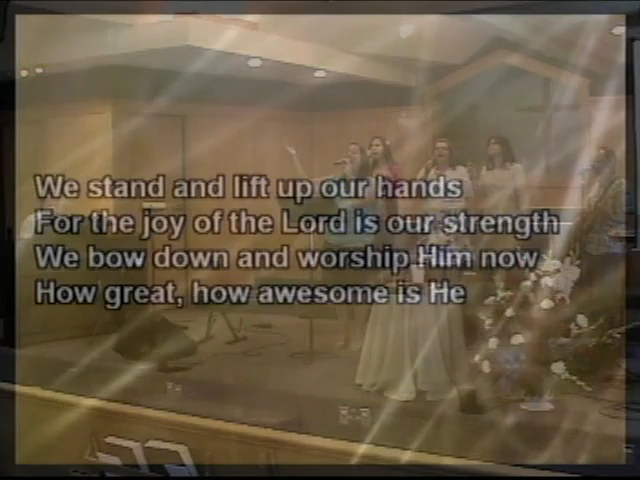 We stand and lift up our hands
For the joy of the Lord is our strength
We bow down and worship Him now
How great, how awesome is He